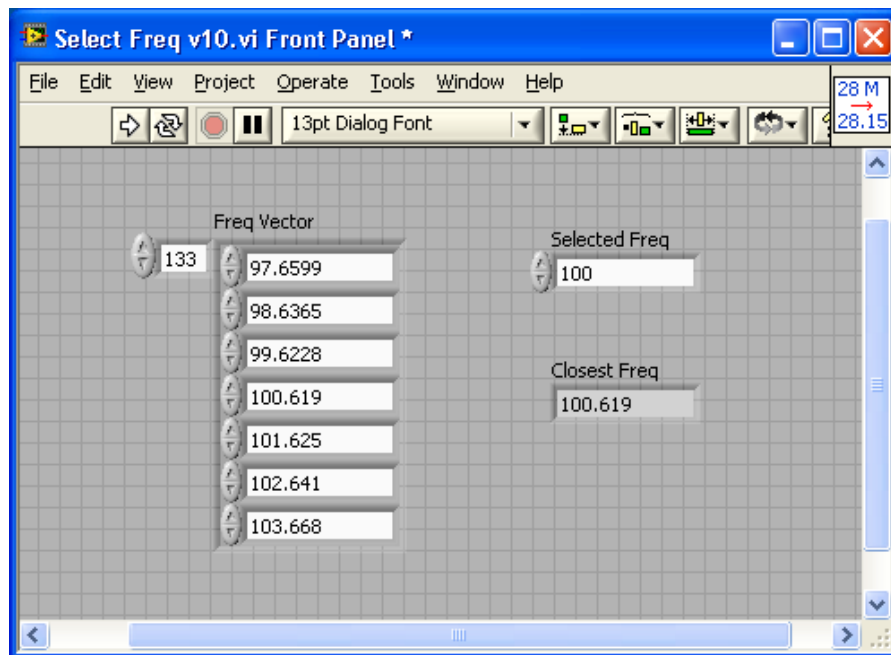 Select Freq v10.vi Front Panel *
File Edit View Project Operate Tools Window Help
28 M
28.15
13pt Dialog Font
Freq Vector
133
97.6599
98.6365
99.6228
100.619
101.625
102.641
103.668
Selected Freq
100
Closest Freq
100.619